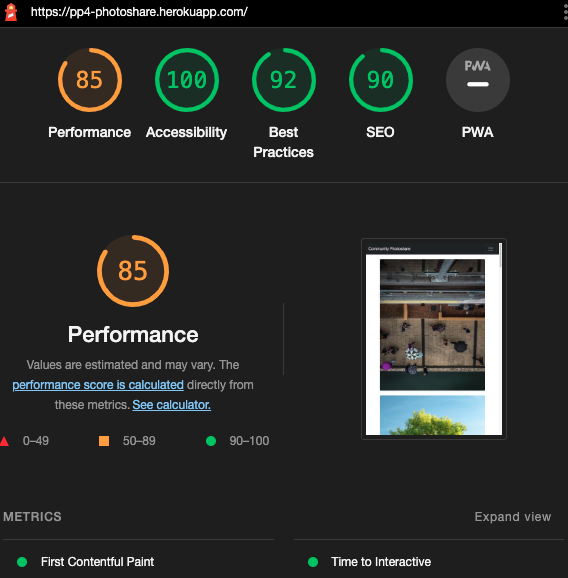 https://pp4-photoshare.herokuapp.com/
85
100
92
90
PWA
Performance
Accessibility
Best
Practices
SEO
PWA
85
Performance
Values are estimated and may vary. The
performance score is calculated directly from
these metrics. See calculator.
0–49
50–89
90–100
Community Photoshare
METRICS
Expand view
First Contentful Paint
Time to Interactive